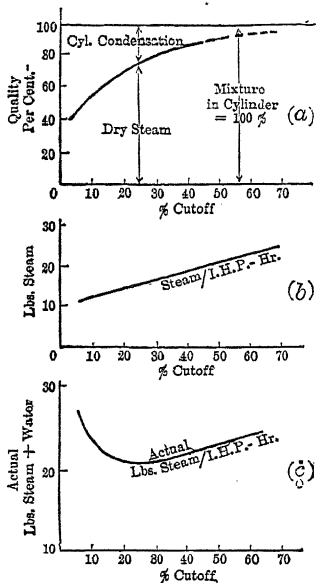 100
Cyl. Condensation
80
60
40
20
0
Quality
Per Cent.-
Dry Steam
Mixture
in Cylinder
= 100 %
(a)
10 20 30 40 50 60 70
% Cutoff
30
20
10
0
Lbs. Steam
Steam/I.H.P.- Hr.
(b)
10 20 30 40 50 60 70
% Cutoff
30
20
10
Actual
Lbs. Steam + Water
Actual
Lbs. Steam/I.H.P.-Hr.
(c)
0 10 20 30 40 50 60 70
% Cutoff